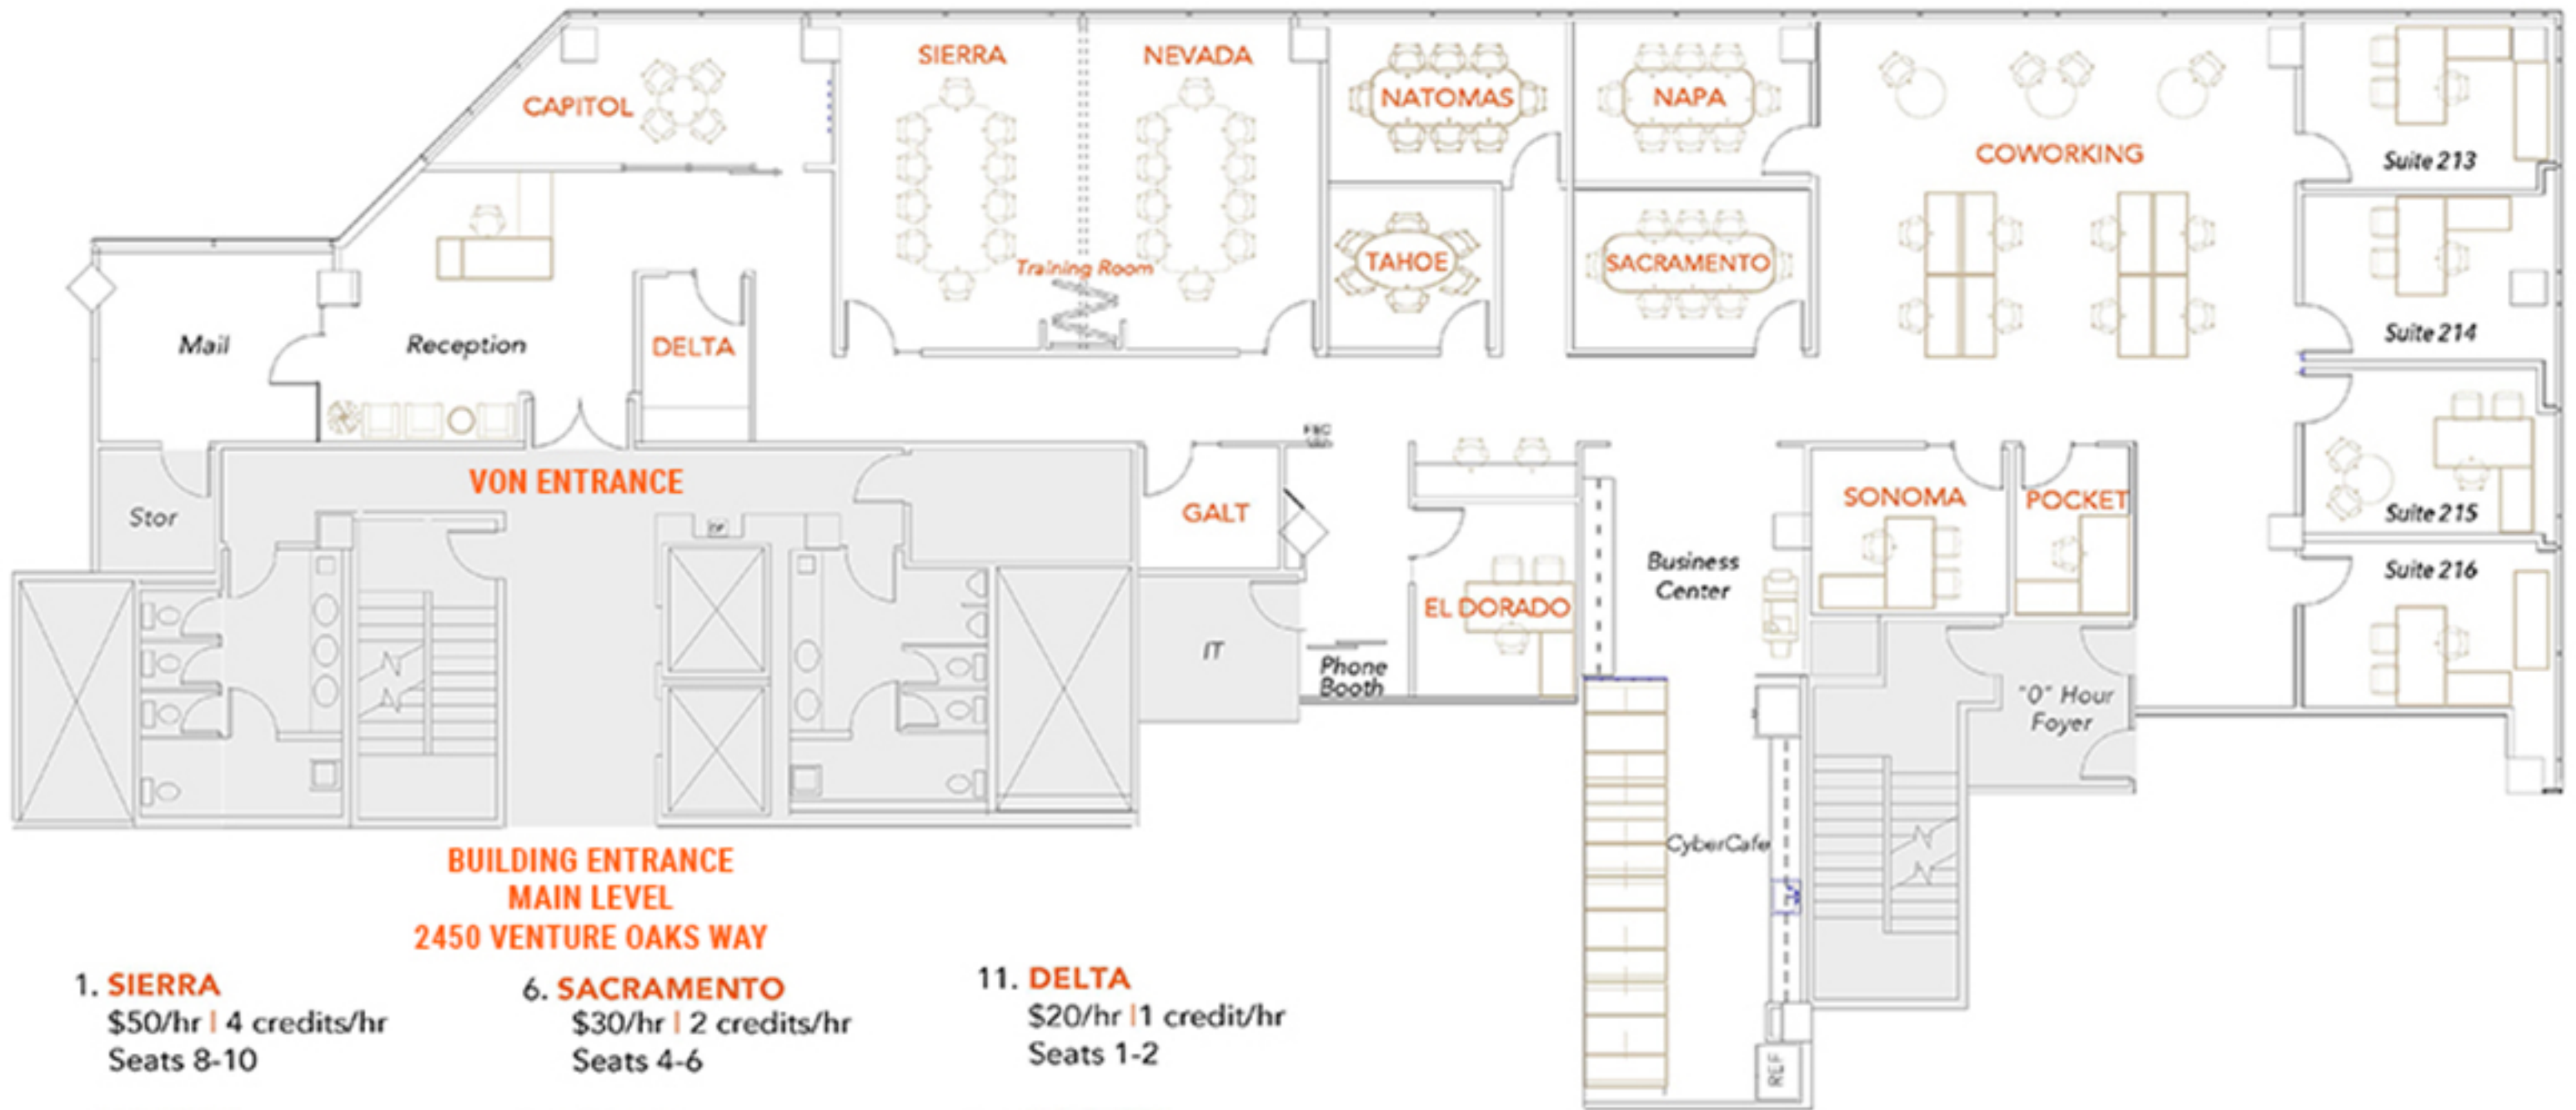 SIERRA
NEVADA
CAPITOL
NATOMAS
NAPA
COWORKING
Suite 213
TAHOE
SACRAMENTO
Training Room
Mail
Reception
DELTA
Suite 214
VON ENTRANCE
Stor
GALT
SONOMA
POCKET
Suite 215
Business
Center
Suite 216
EL DORADO
IT
Phone
Booth
"0" Hour
Foyer
CyberCafe
REF
BUILDING ENTRANCE
MAIN LEVEL
2450 VENTURE OAKS WAY
1. SIERRA
$50/hr | 4 credits/hr
Seats 8-10
6. SACRAMENTO
$30/hr | 2 credits/hr
Seats 4-6
11. DELTA
$20/hr |1 credit/hr
Seats 1-2